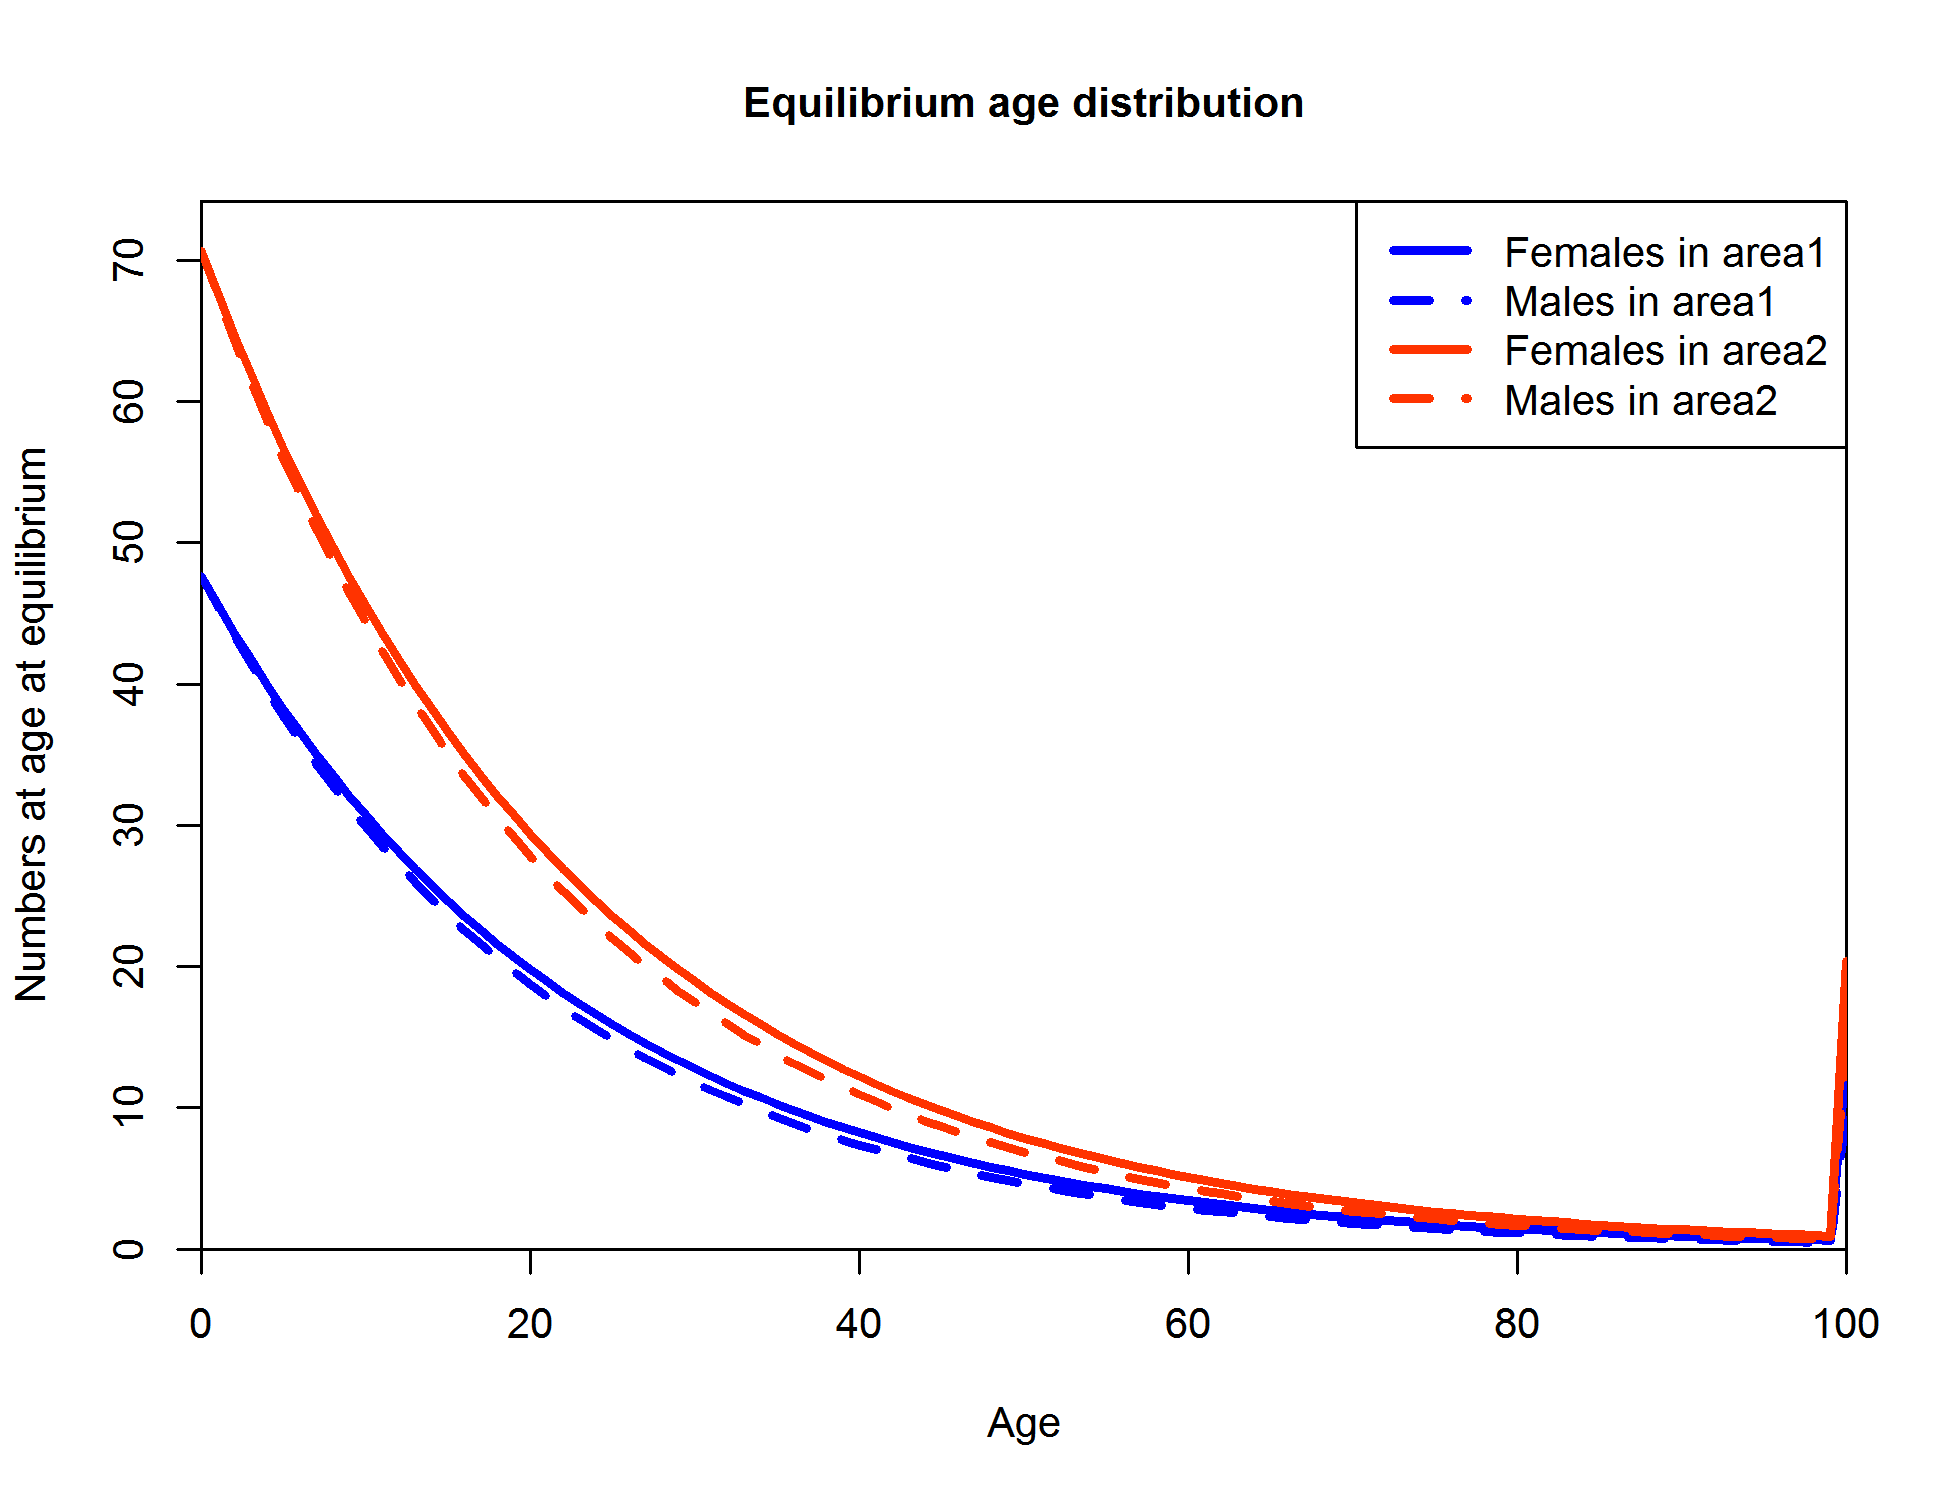 Equilibrium age distribution
Females in area1
Males in area1
Females in area2
Males in area2
Numbers at age at equilibrium
70
60
50
40
30
20
10
0
0 20 40 60 80 100
Age